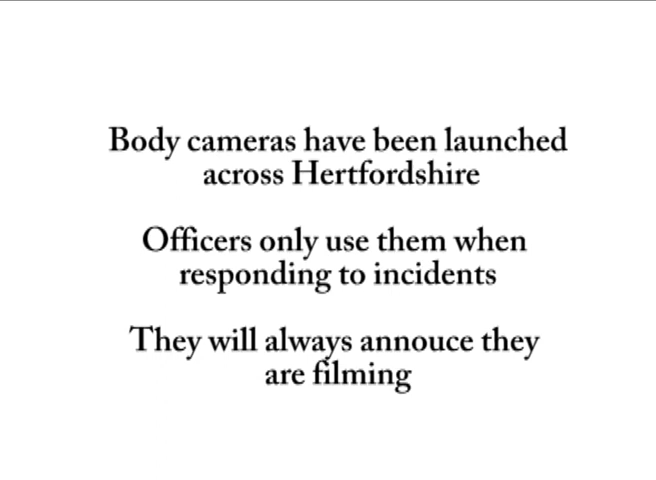 Body cameras have been launched
across Hertfordshire
Officers only use them when
responding to incidents
They will always annouce they
are filming